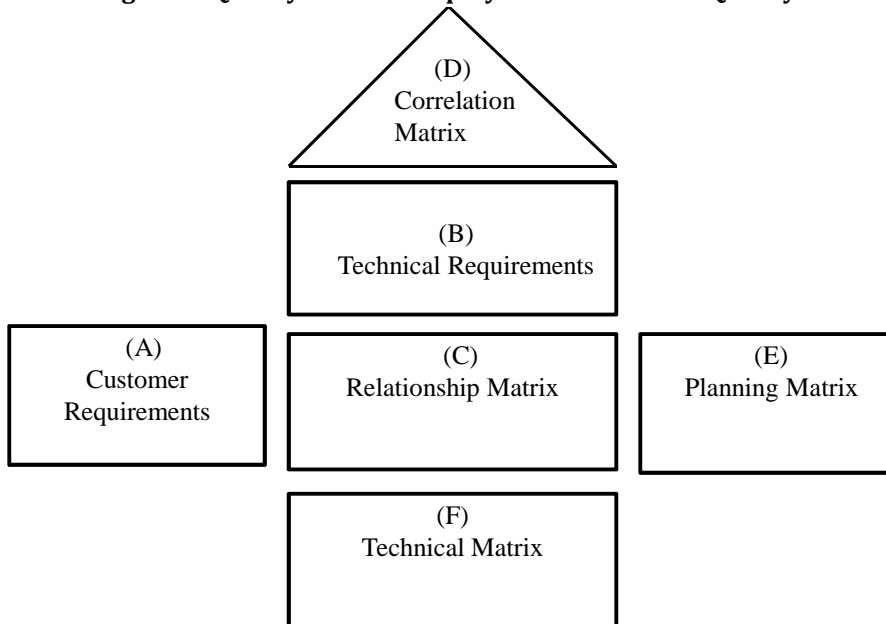 (D)
Correlation
Matrix
(B)
Technical Requirements
(A)
Customer
Requirements
(C)
Relationship Matrix
(E)
Planning Matrix
(F)
Technical Matrix